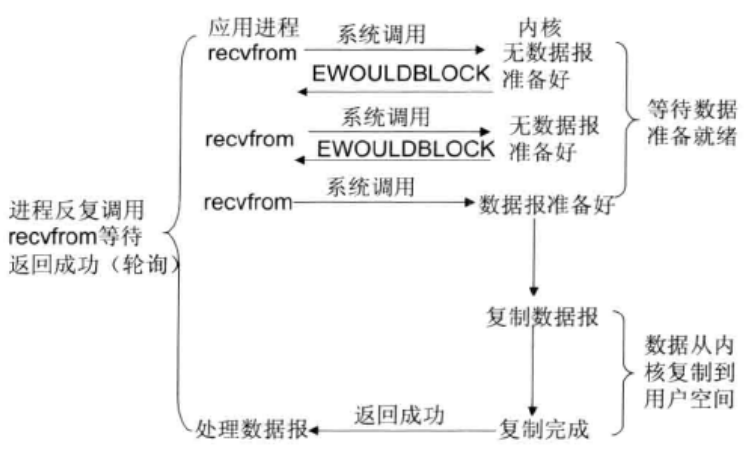 应用进程
系统调用
内核
recvfrom
无数据报
EWOULDBLOCK
准备好
系统调用
recvfrom
无数据报
EWOULDBLOCK
准备好
等待数据
准备就绪
系统调用
recvfrom
数据报准备好
进程反复调用
recvfrom等待
返回成功（轮询）
复制数据报
数据从内
核复制到
用户空间
返回成功
处理数据报
复制完成